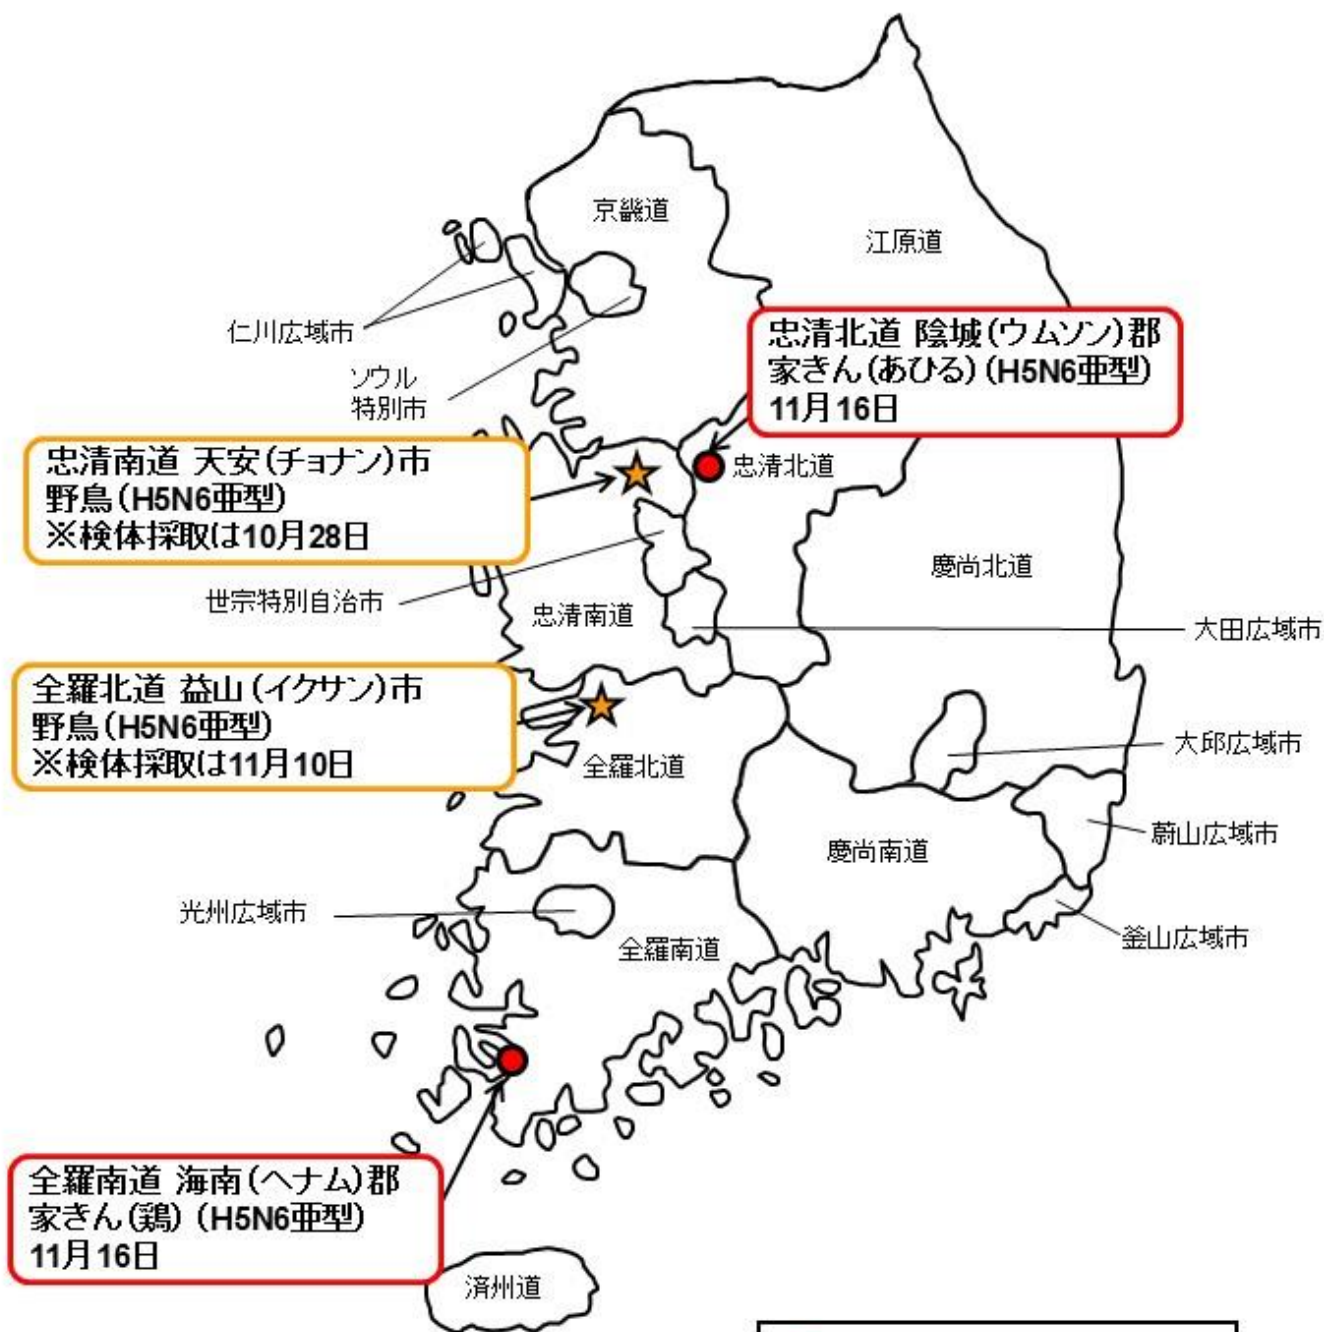 京畿道
江原道
仁川広域市
ソウル
特別市
忠清北道 陰城(ウムソン)郡
家きん(あひる)(H5N6亜型)
11月16日
忠清南道 天安(チョナン)市
野鳥(H5N6亜型)
※検体採取は10月28日
忠清北道
慶尚北道
世宗特別自治市
忠清南道
大田広域市
全羅北道 益山(イクサン)市
野鳥(H5N6亜型)
※検体採取は11月10日
全羅北道
大邱広域市
蔚山広域市
慶尚南道
光州広域市
全羅南道
釜山広域市
全羅南道 海南(ヘナム)郡
家きん(鶏)(H5N6亜型)
11月16日
済州道